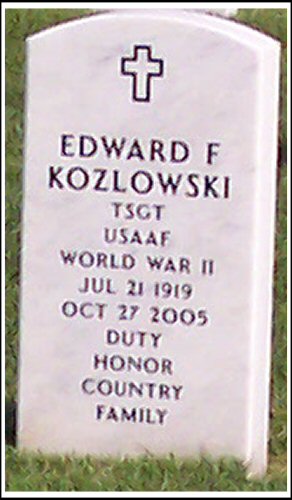 EDWARD F
KOZLOWSKI
TSGT
USAAF
WORLD WAR II
JUL 21 1919
OCT 27 2005
DUTY
HONOR
COUNTRY
FAMILY